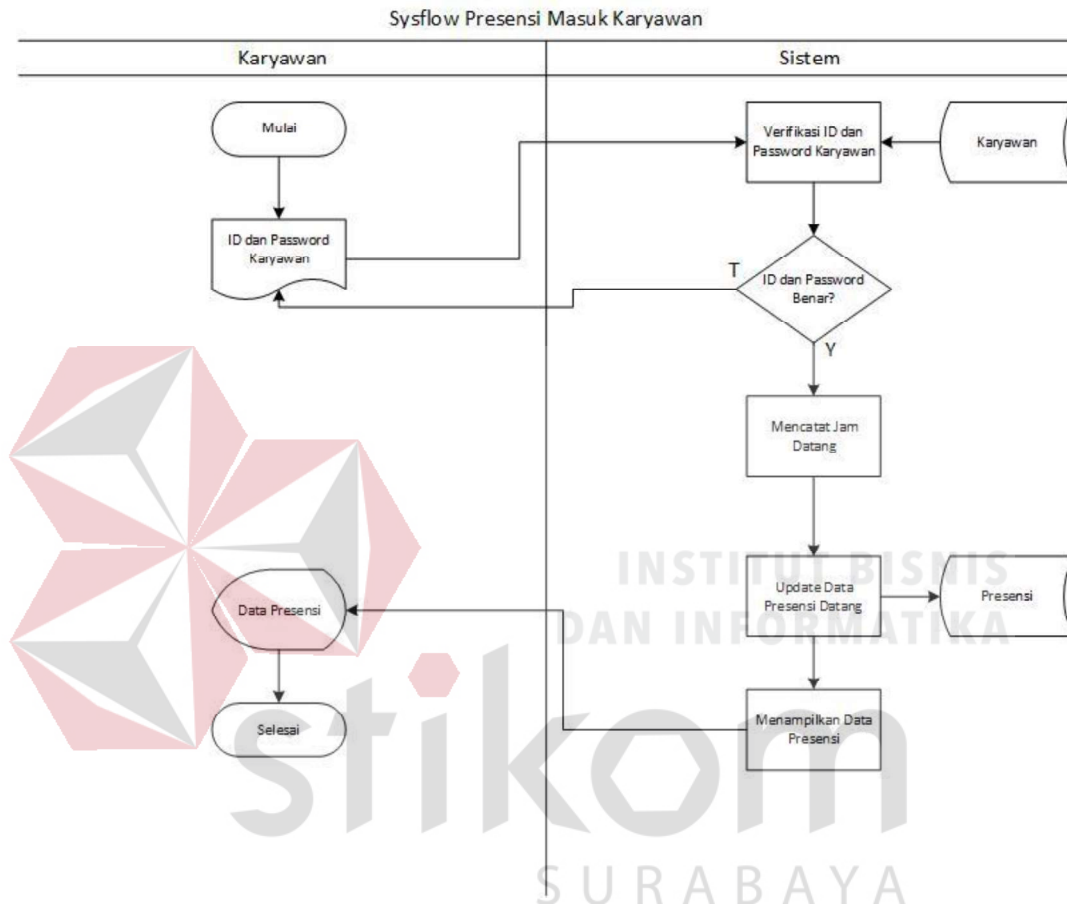 Sysflow Presensi Masuk Karyawan
Karyawan
Sistem
Mulai
Verifikasi ID dan
Password Karyawan
Karyawan
ID dan Password
Karyawan
T
ID dan Password
Benar?
Y
Mencatat Jam
Datang
INSTITUT BISNIS
DAN INFORMATIKA
Data Presensi
Update Data
Presensi Datang
Presensi
Selesai
Menampilkan Data
Presensi
stikom
SURABAYA